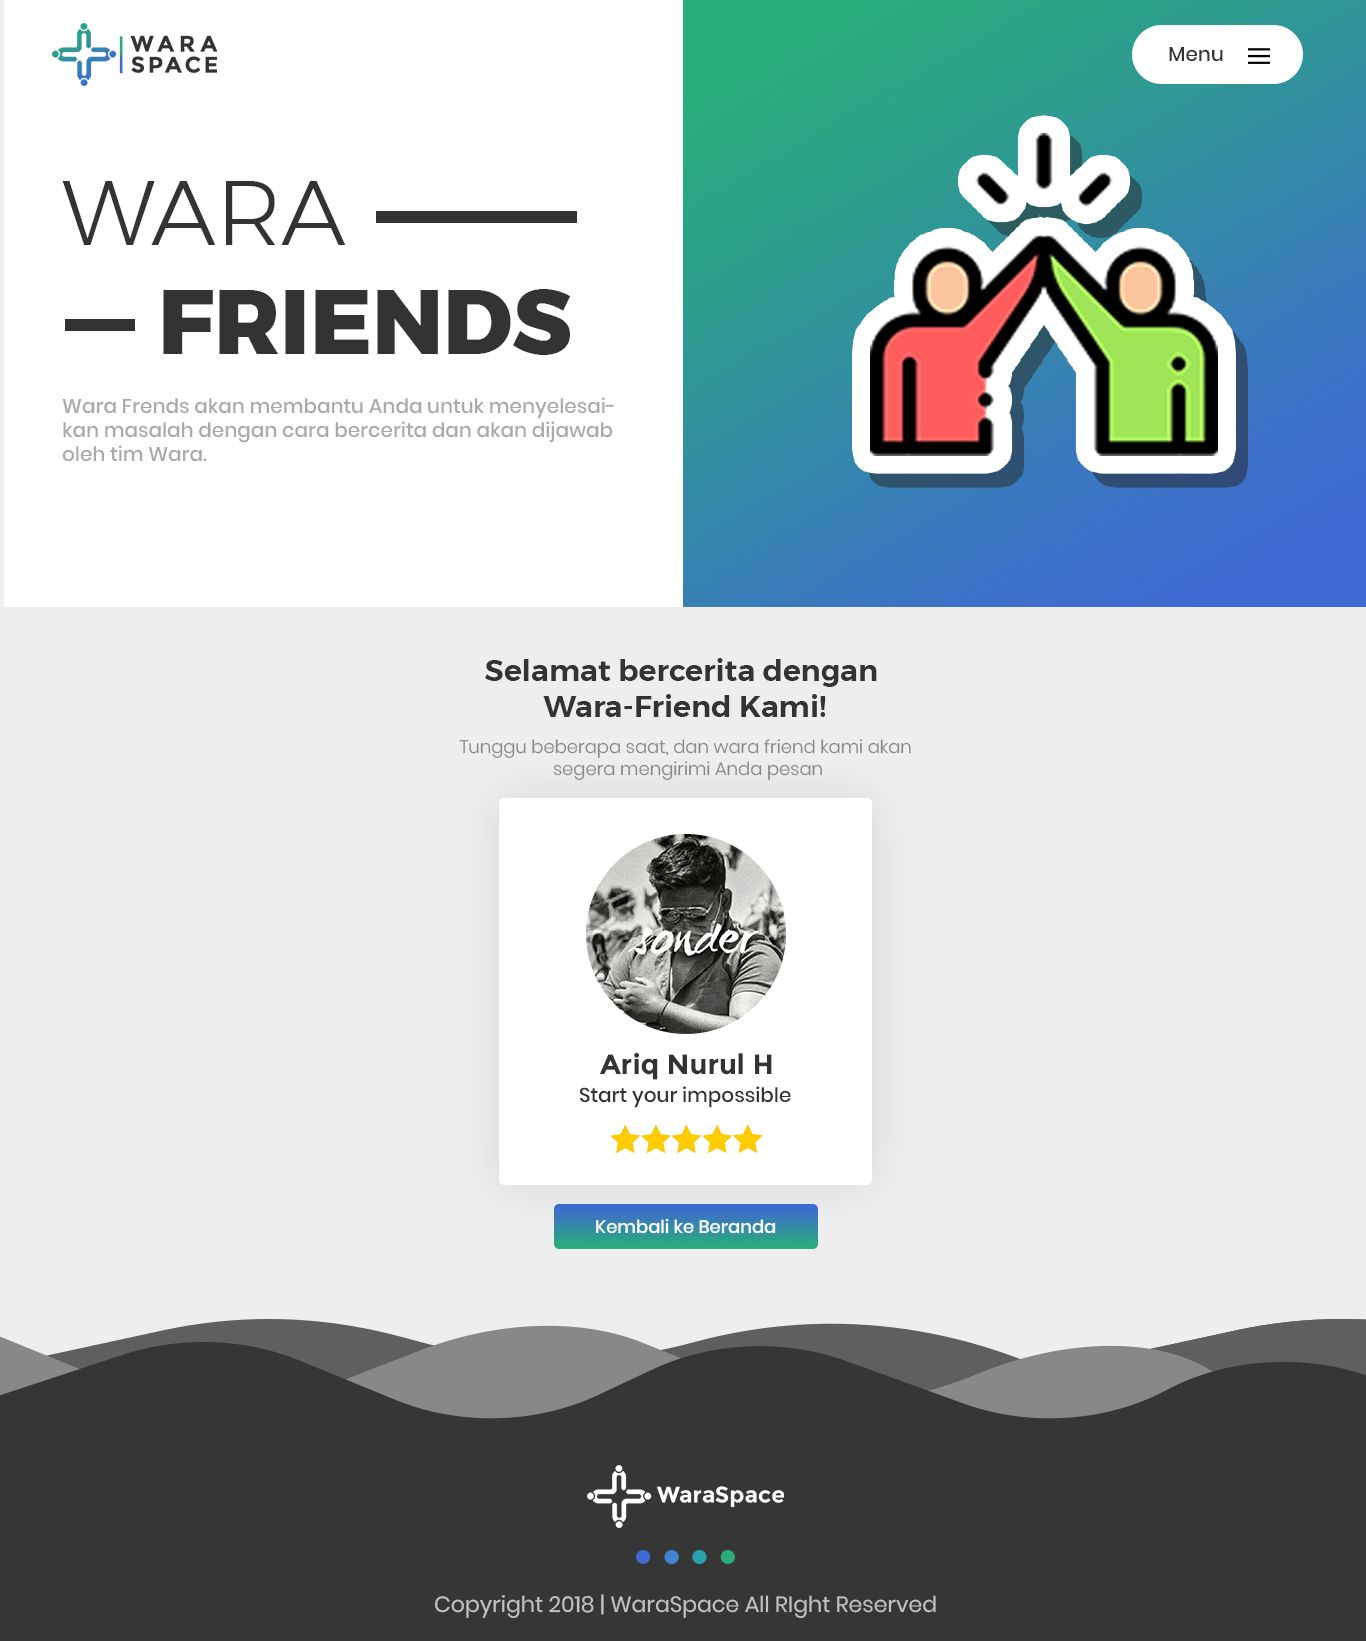 WARA
SPACE
Menu
WARA
FRIENDS
Wara Frends akan membantu Anda untuk menyelesai-
kan masalah dengan cara bercerita dan akan dijawab
oleh tim Wara.
Selamat bercerita dengan
Wara-Friend Kami!
Tunggu beberapa saat, dan wara friend kami akan
segera mengirimi Anda pesan
sonder
Ariq Nurul H
Start your impossible
Kembali ke Beranda
WaraSpace
Copyright 2018 | WaraSpace All RIght Reserved